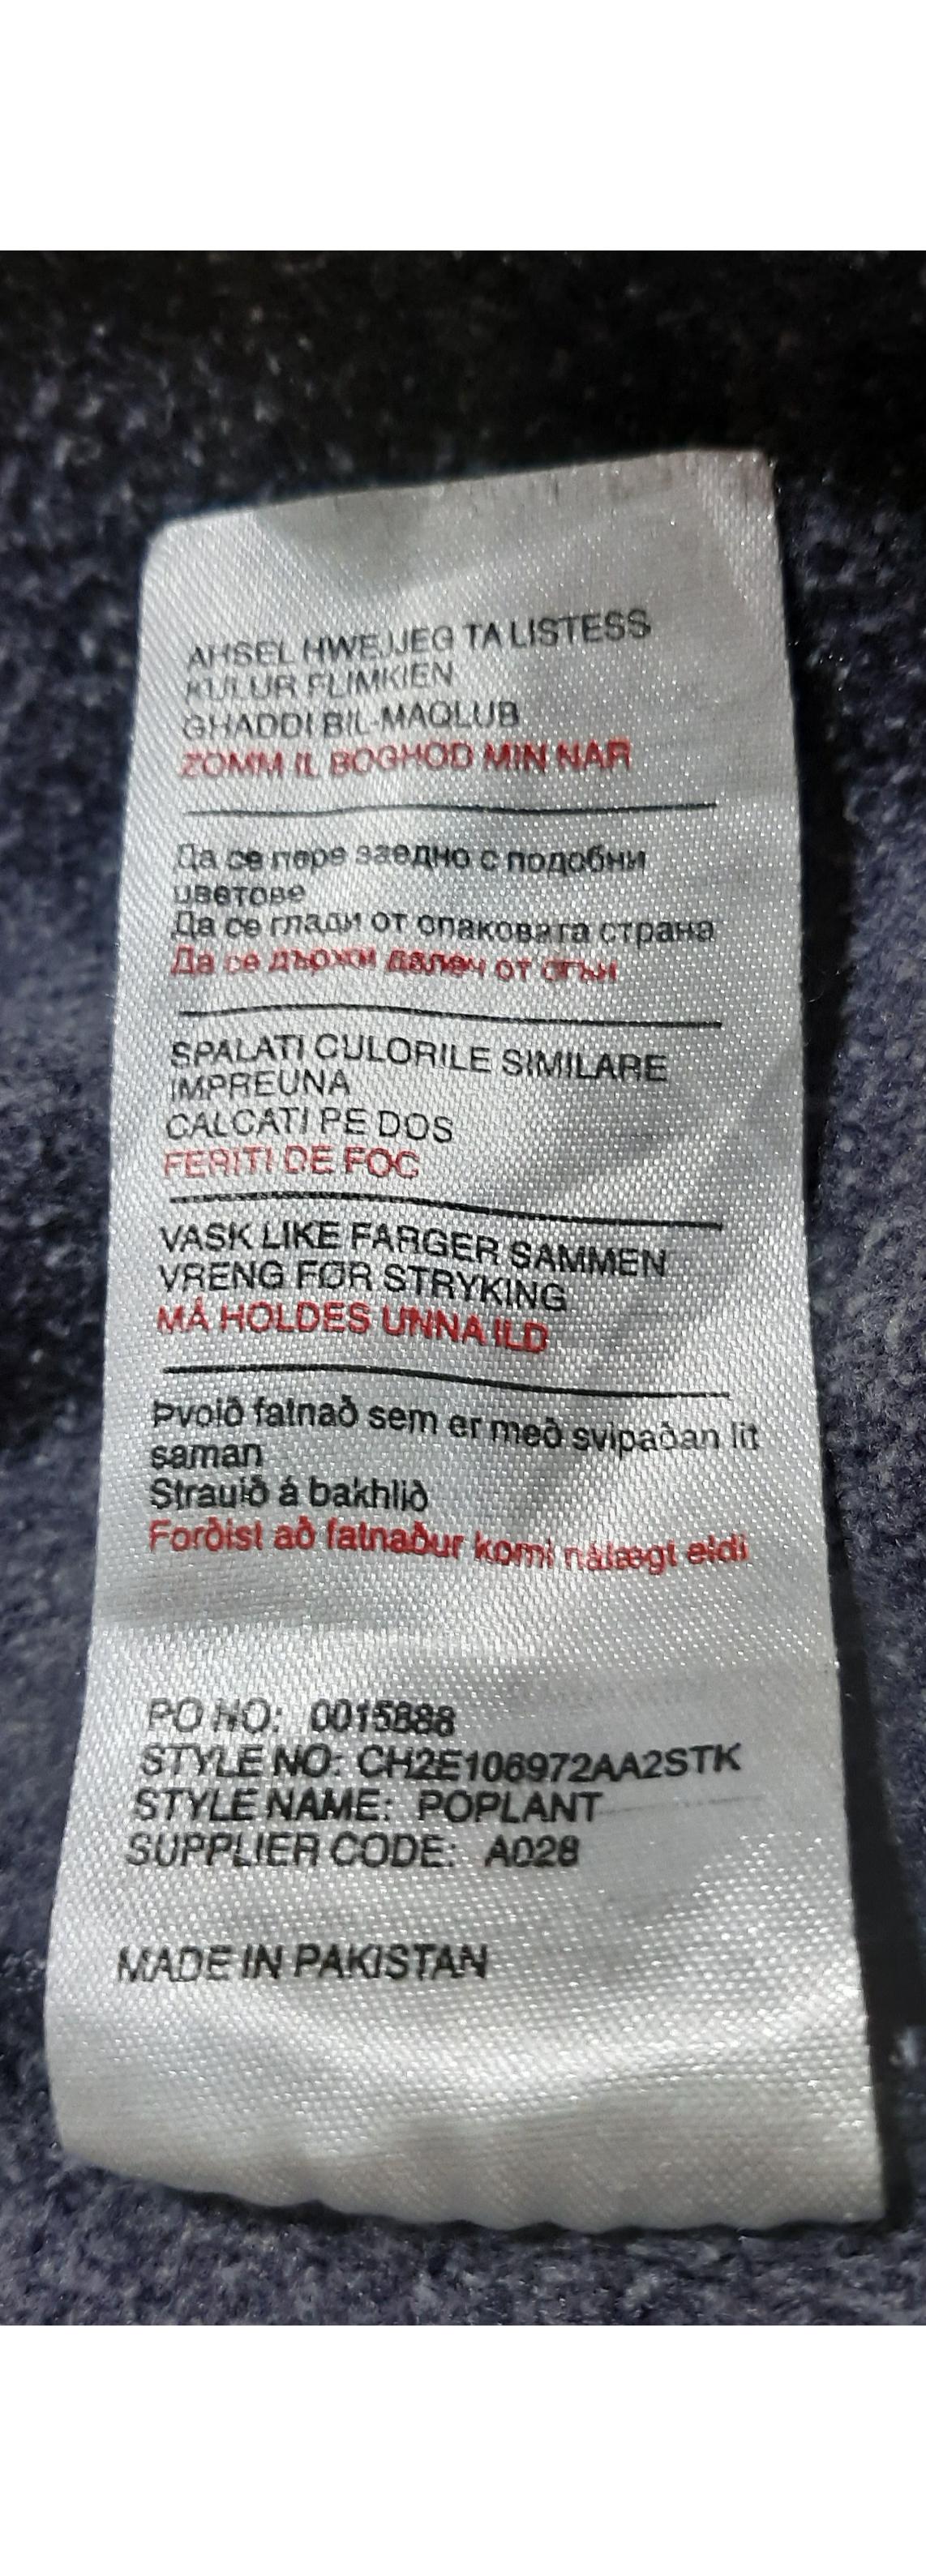 AHSEL HWEJJEG TA LISTESS
KULUR FLIMKIEN
GHADDI BIL-MAQLUB
ZOMM IL BOGHOD MIN NAR
Да се пере заедно с подобни
цветове
Да се глади от опаковата страна
Да се държи далеч от огън
SPALATI CULORILE SIMILARE
IMPREUNA
CALCATI PE DOS
FERITI DE FOC
VASK LIKE FARGER SAMMEN
VRENG FØR STRYKING
MÅ HOLDES UNNA ILD
Þvoið fatnað sem er með svipaðan lit
saman
Strauið á bakhlið
Forðist að fatnaður komi nálægt eldi
PO NO: 0015888
STYLE NO: CH2E106972AA2STK
STYLE NAME: POPLANT
SUPPLIER CODE: A028
MADE IN PAKISTAN